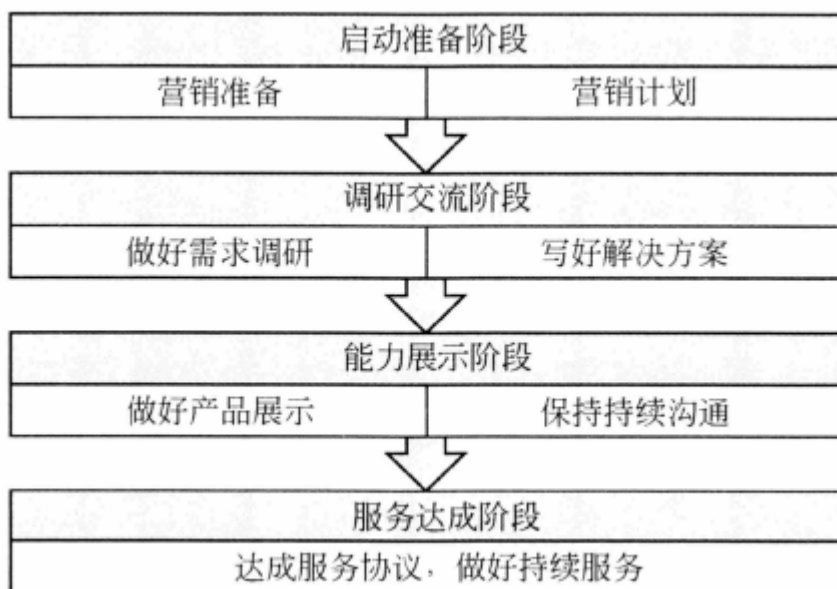 启动准备阶段
营销准备 营销计划
调研交流阶段
做好需求调研 写好解决方案
能力展示阶段
做好产品展示 保持持续沟通
服务达成阶段
达成服务协议，做好持续服务